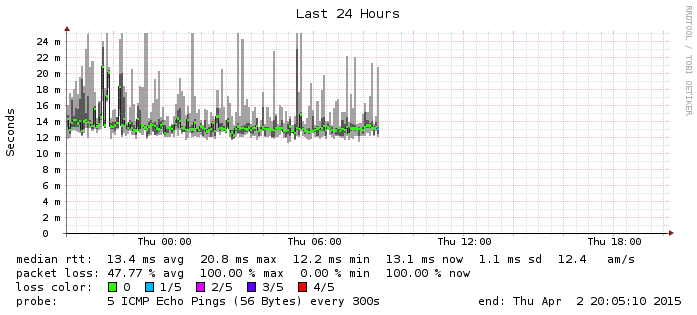 Last 24 Hours
RRDTOOL / TOBI OETIKER
Seconds
24 m
22 m
20 m
18 m
16 m
14 m
12 m
10 m
8 m
6 m
4 m
2 m
0
Thu 00:00 Thu 06:00 Thu 12:00 Thu 18:00
median rtt: 13.4 ms avg 20.8 ms max 12.2 ms min 13.1 ms now 1.1 ms sd 12.4 am/s
packet loss: 47.77 % avg 100.00 % max 0.00 % min 100.00 % now
loss color: 0 1/5 2/5 3/5 4/5
probe: 5 ICMP Echo Pings (56 Bytes) every 300s end: Thu Apr 2 20:05:10 2015